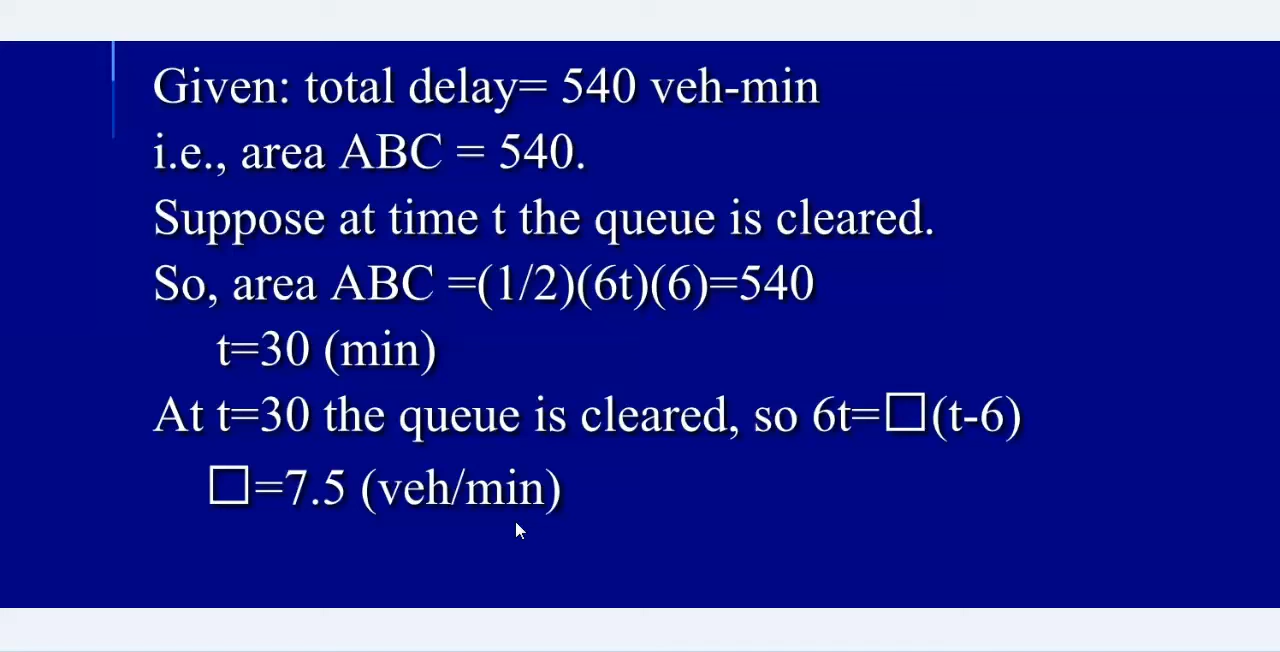 Given: total delay= 540 veh-min
i.e., area ABC = 540.
Suppose at time t the queue is cleared.
So, area ABC =(1/2)(6t)(6)=540
t=30 (min)
At t=30 the queue is cleared, so 6t=□(t-6)
□=7.5 (veh/min)